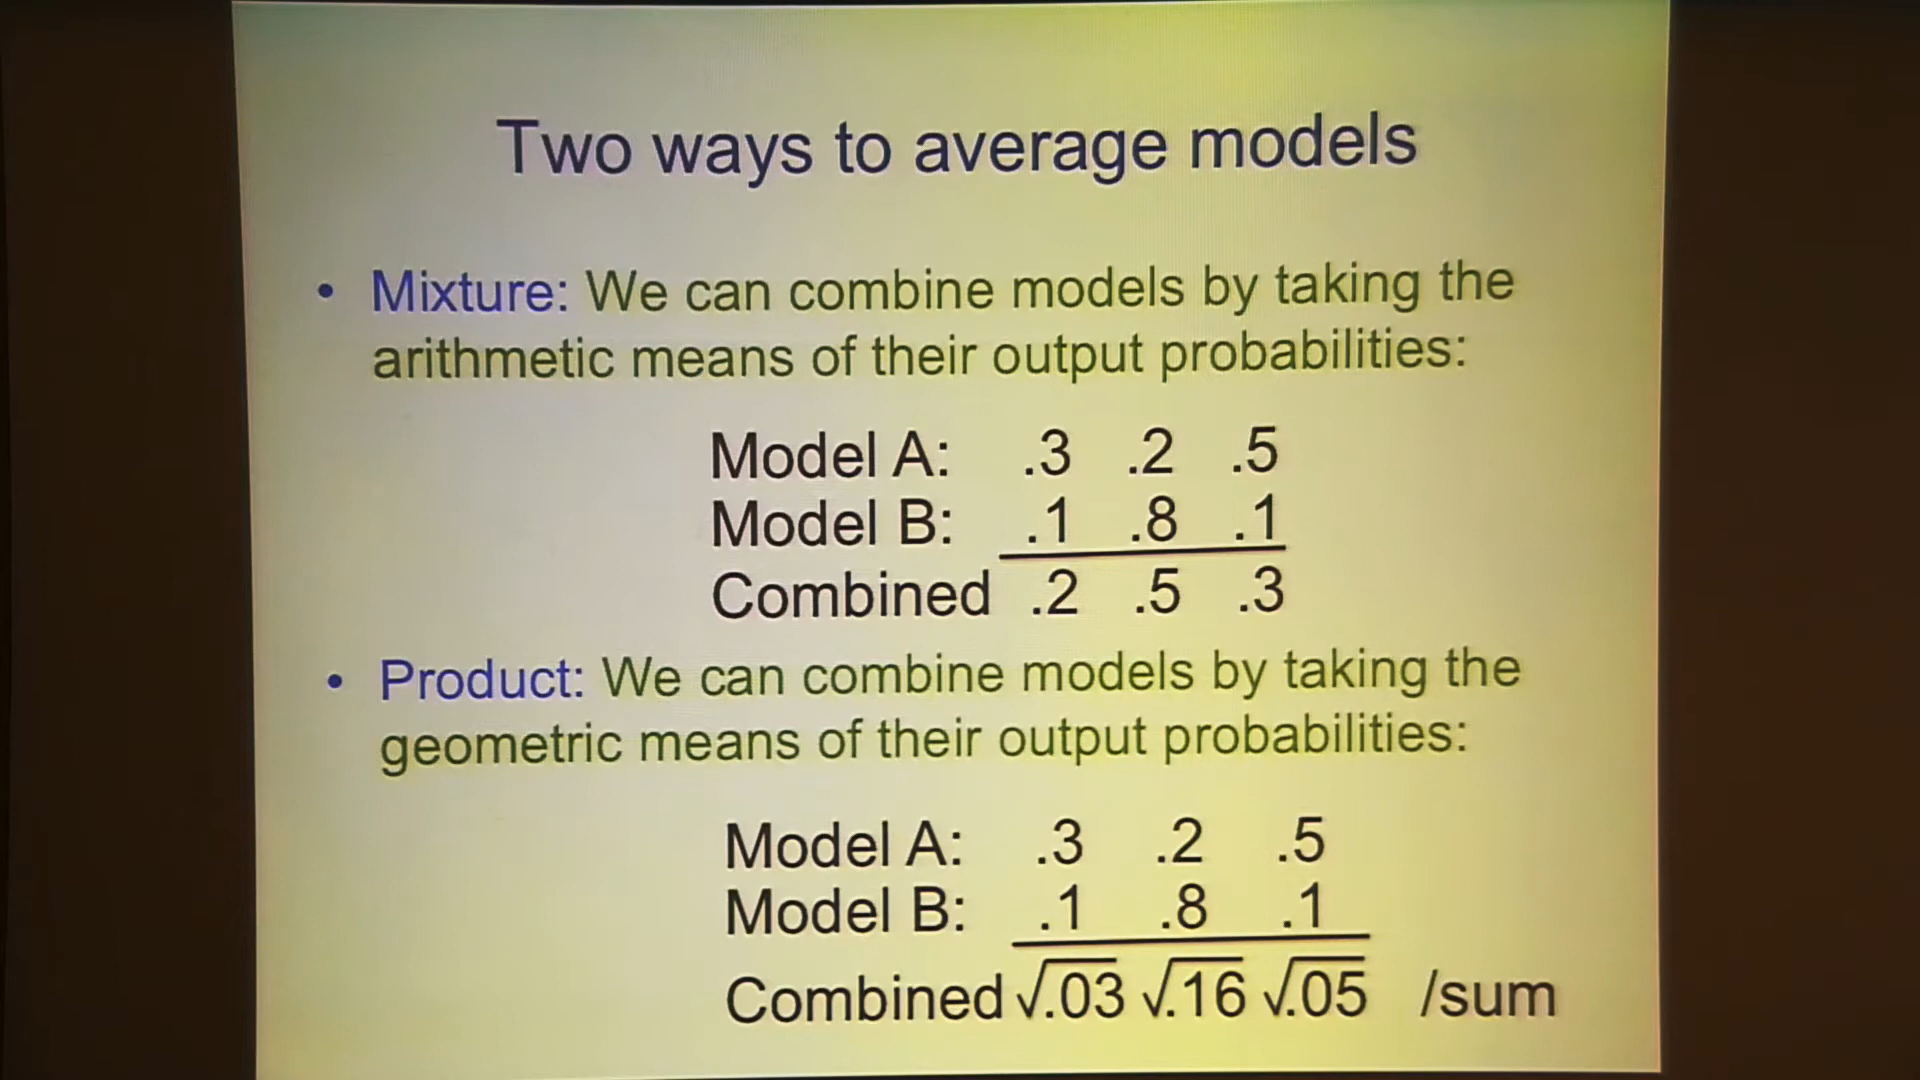 Two ways to average models
• Mixture: We can combine models by taking the
arithmetic means of their output probabilities:
Model A: .3 .2 .5
Model B: .1 .8 .1
Combined .2 .5 .3
• Product: We can combine models by taking the
geometric means of their output probabilities:
Model A: .3 .2 .5
Model B: .1 .8 .1
Combined √.03 √.16 √.05 /sum